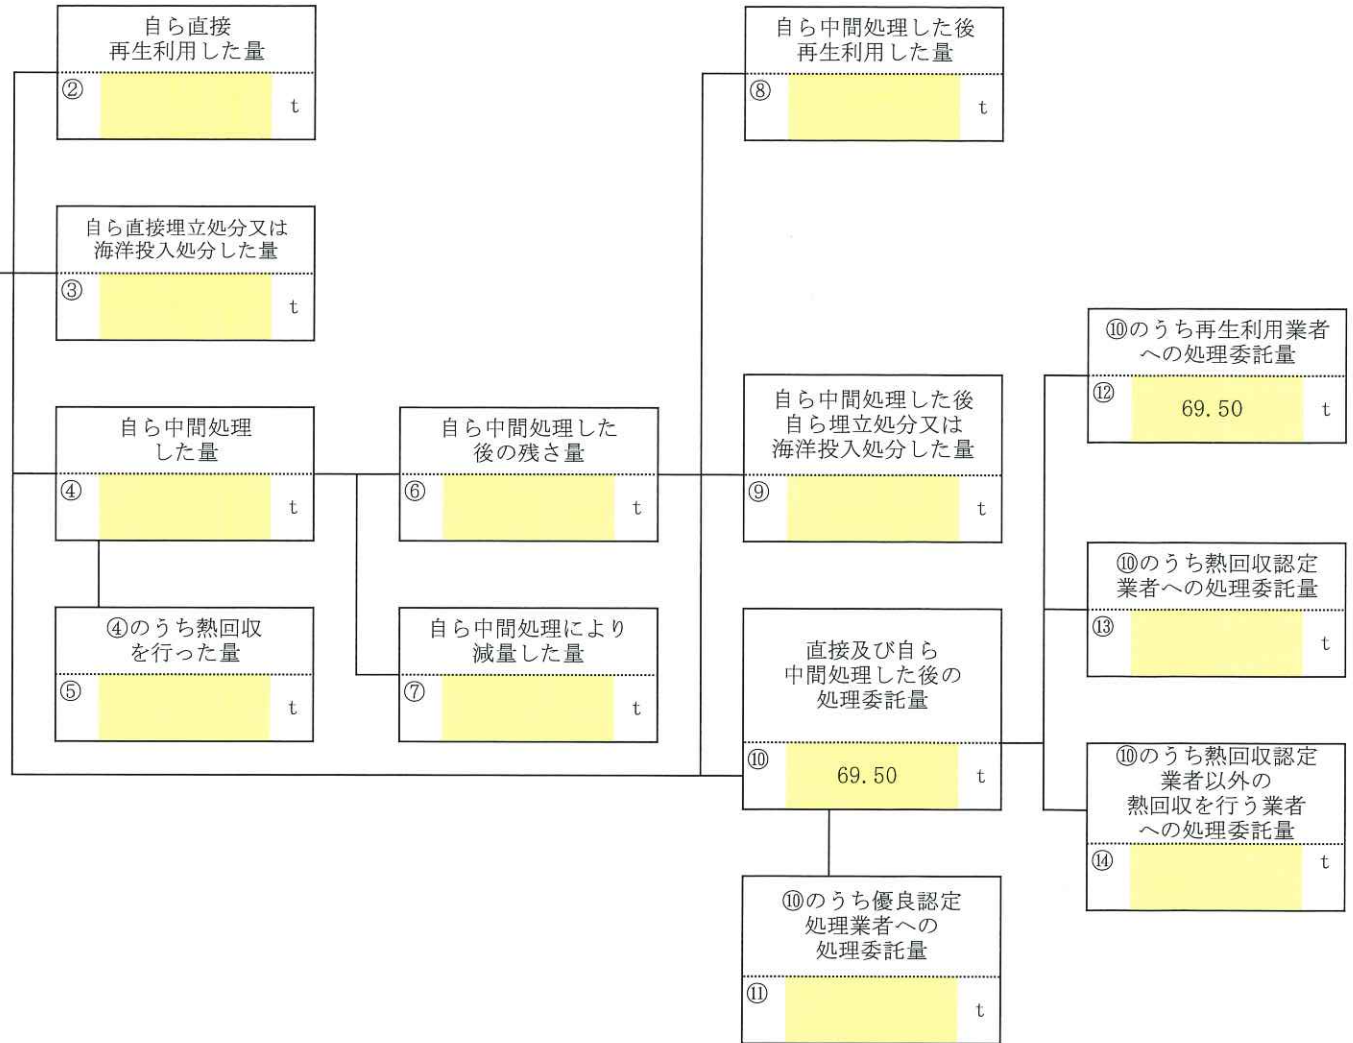 自ら直接
再生利用した量
②
t
自ら中間処理した後
再生利用した量
⑧
t
自ら直接埋立処分又は
海洋投入処分した量
③
t
⑩のうち再生利用業者
への処理委託量
⑫
69.50 t
自ら中間処理
した量
④
t
自ら中間処理した
後の残さ量
⑥
t
自ら中間処理した後
自ら埋立処分又は
海洋投入処分した量
⑨
t
⑩のうち熱回収認定
業者への処理委託量
⑬
t
④のうち熱回収
を行った量
⑤
t
自ら中間処理により
減量した量
⑦
t
直接及び自ら
中間処理した後の
処理委託量
⑩
69.50 t
⑩のうち熱回収認定
業者以外の
熱回収を行う業者
への処理委託量
⑭
t
⑩のうち優良認定
処理業者への
処理委託量
⑪
t